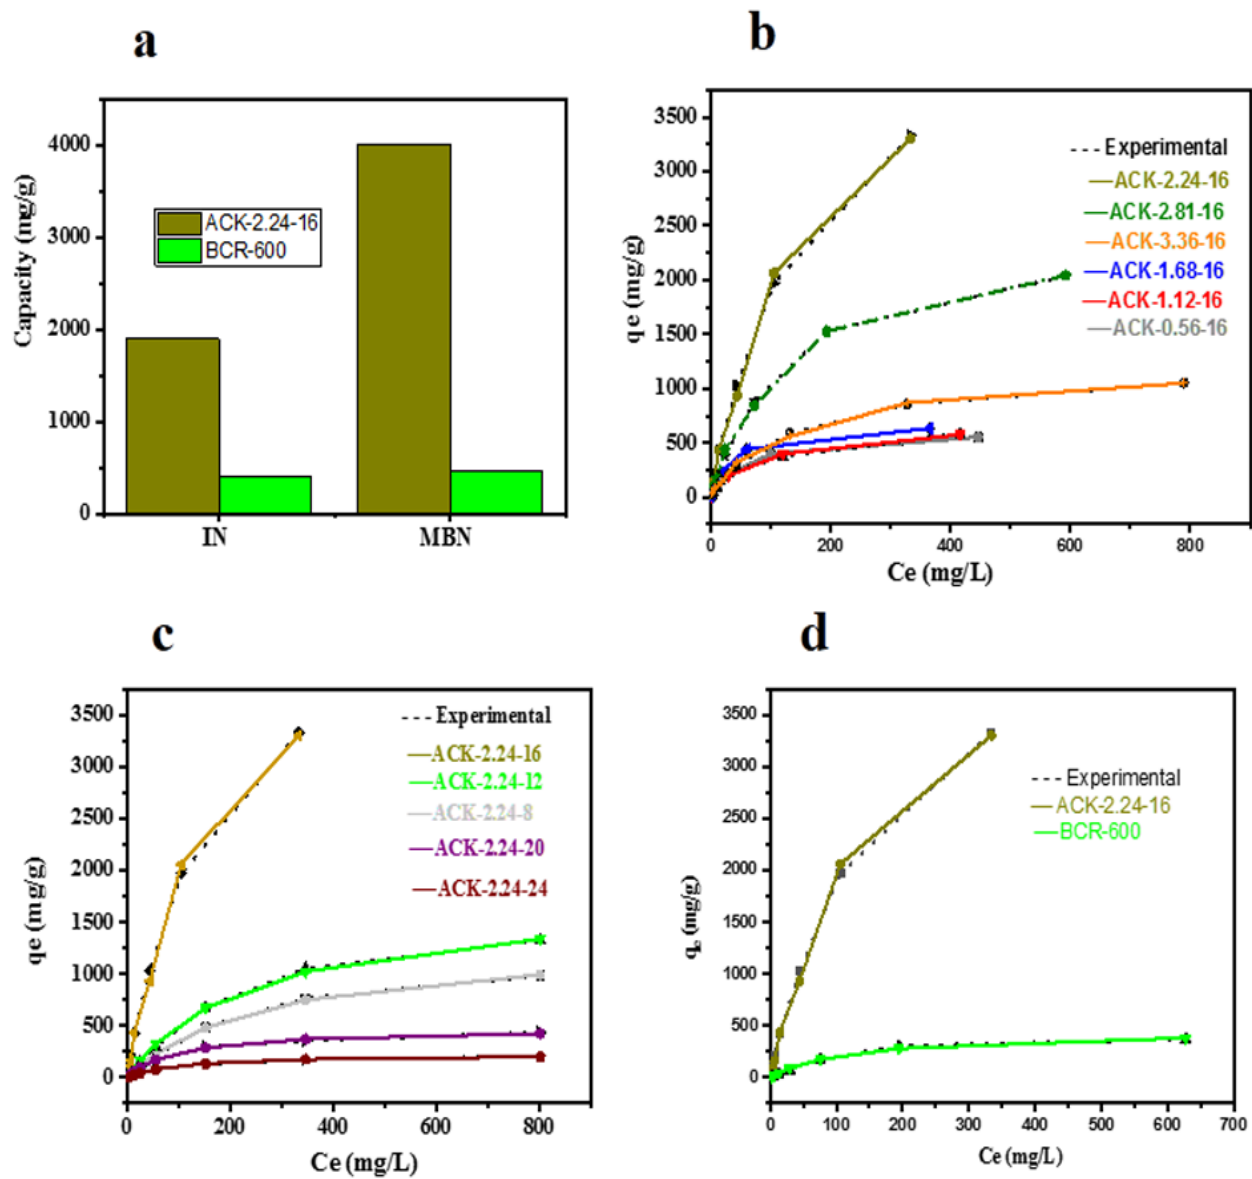 a
Capacity (mg/g)
4000
3000
2000
1000
0
ACK-2.24-16
BCR-600
IN
MBN
b
qe (mg/g)
3500
3000
2500
2000
1500
1000
500
0
Experimental
ACK-2.24-16
ACK-2.81-16
ACK-3.36-16
ACK-1.68-16
ACK-1.12-16
ACK-0.56-16
0 200 400 600 800
Ce (mg/L)
c
qe (mg/g)
3500
3000
2500
2000
1500
1000
500
0
Experimental
ACK-2.24-16
ACK-2.24-12
ACK-2.24-8
ACK-2.24-20
ACK-2.24-24
0 200 400 600 800
Ce (mg/L)
d
qe (mg/g)
3500
3000
2500
2000
1500
1000
500
0
Experimental
ACK-2.24-16
BCR-600
0 100 200 300 400 500 600 700
Ce (mg/L)